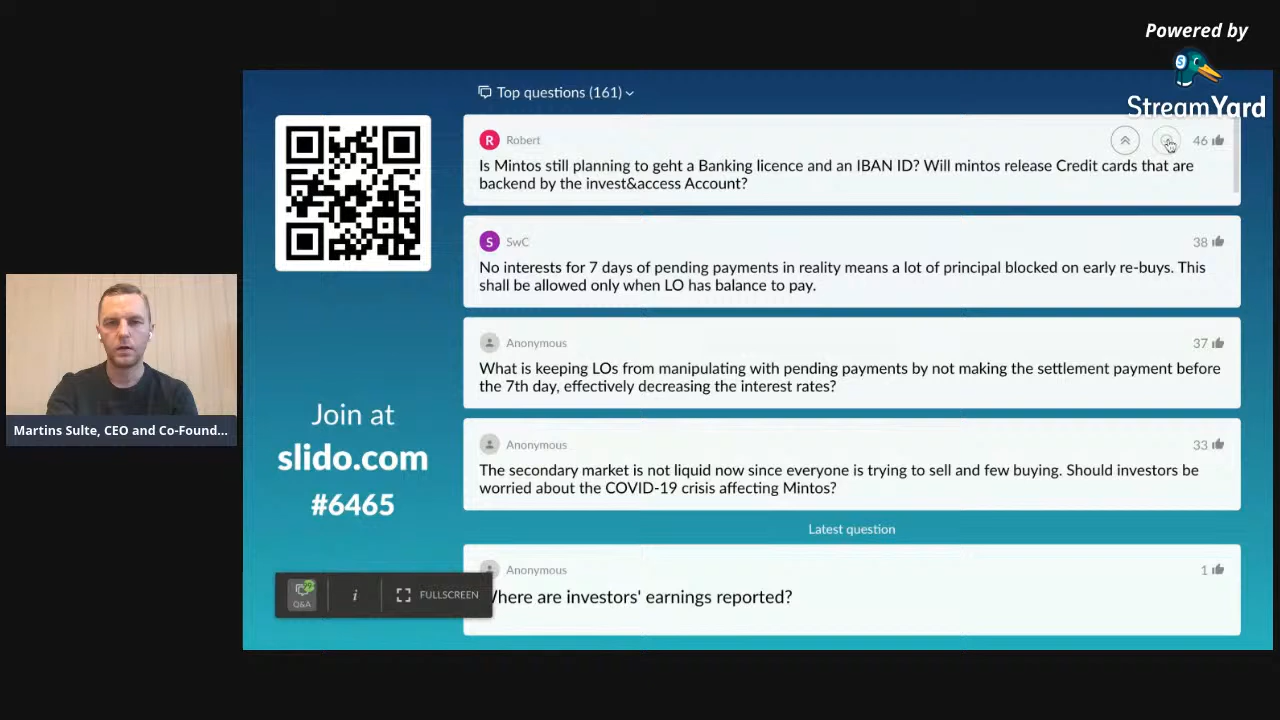 Powered by
StreamYard
Top questions (161)
R Robert 46
Is Mintos still planning to geht a Banking licence and an IBAN ID? Will mintos release Credit cards that are
backend by the invest&access Account?
S SwC 38
No interests for 7 days of pending payments in reality means a lot of principal blocked on early re-buys. This
shall be allowed only when LO has balance to pay.
Anonymous 37
What is keeping LOs from manipulating with pending payments by not making the settlement payment before
the 7th day, effectively decreasing the interest rates?
Anonymous 33
The secondary market is not liquid now since everyone is trying to sell and few buying. Should investors be
worried about the COVID-19 crisis affecting Mintos?
Latest question
Anonymous 1
here are investors' earnings reported?
Join at
slido.com
#6465
Q&A i FULLSCREEN
Martins Sulte, CEO and Co-Found...